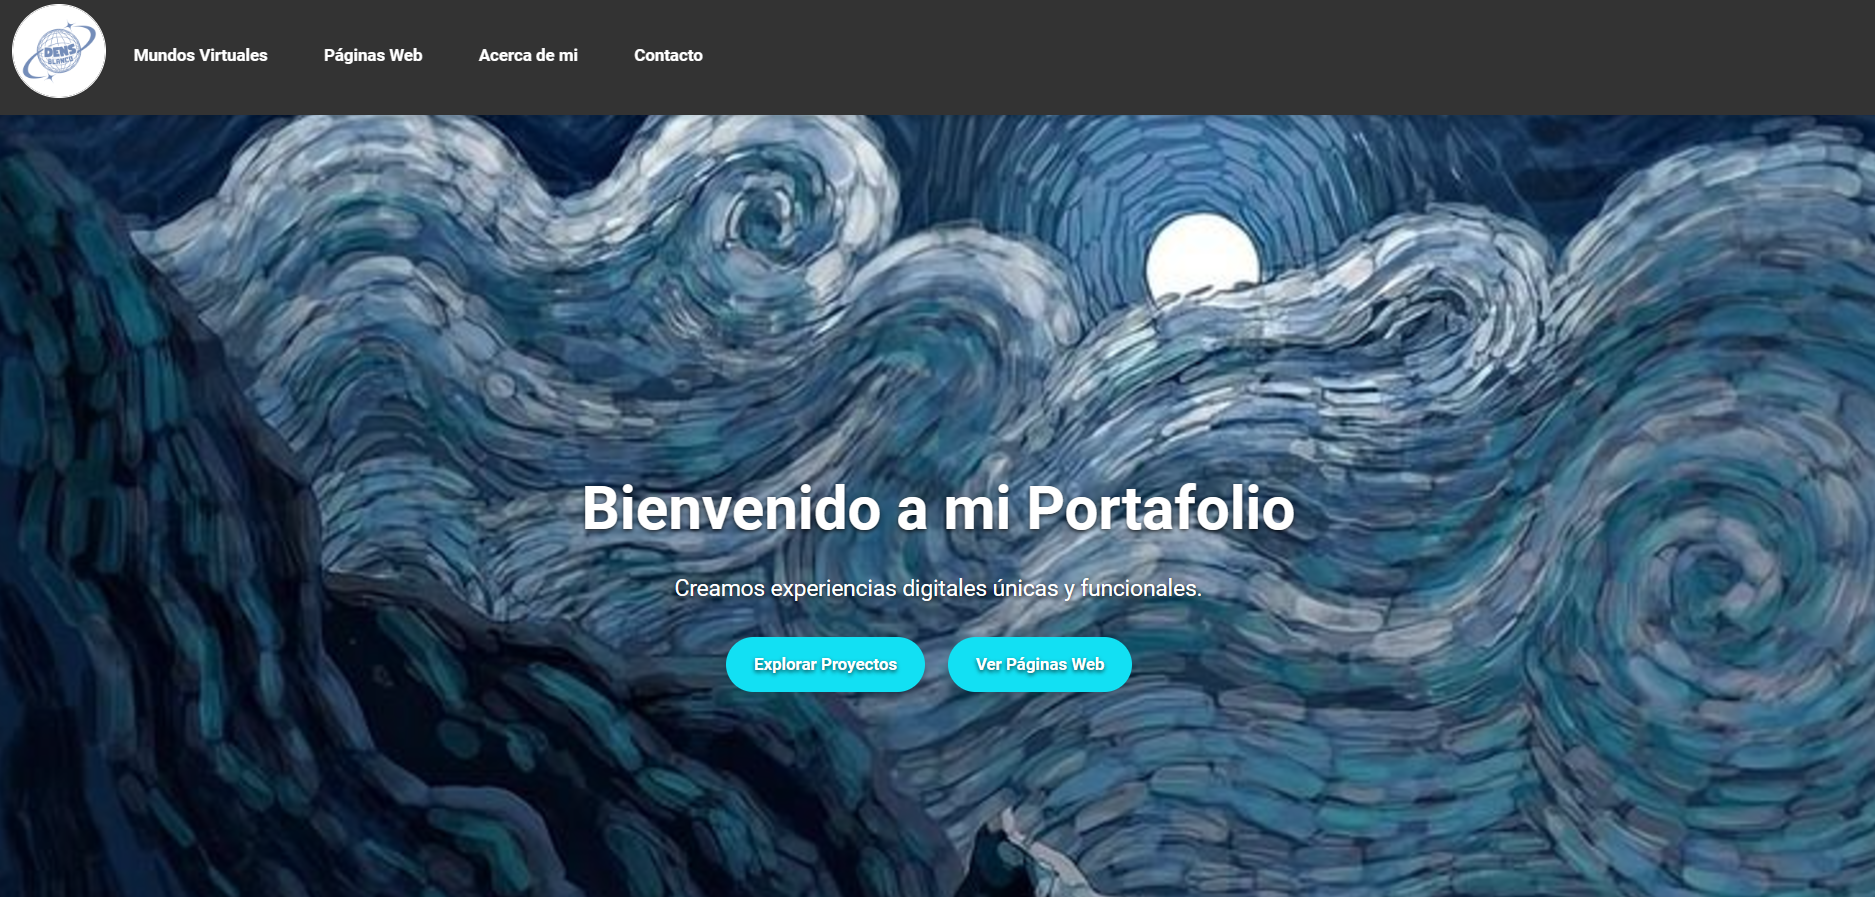 DENS
BLANCO
Mundos Virtuales
Páginas Web
Acerca de mi
Contacto
Bienvenido a mi Portafolio
Creamos experiencias digitales únicas y funcionales.
Explorar Proyectos
Ver Páginas Web